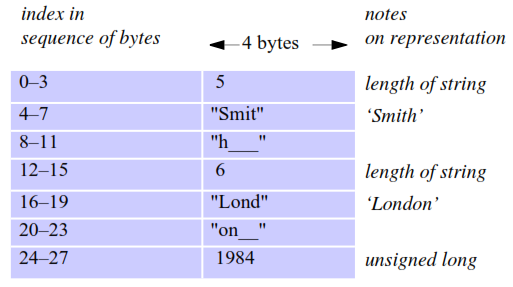 index in notes
sequence of bytes 4 bytes on representation
0–3 5 length of string
4–7 "Smit" ‘Smith’
8–11 "h___"
12–15 6 length of string
16–19 "Lond" ‘London’
20–23 "on__"
24–27 1984 unsigned long